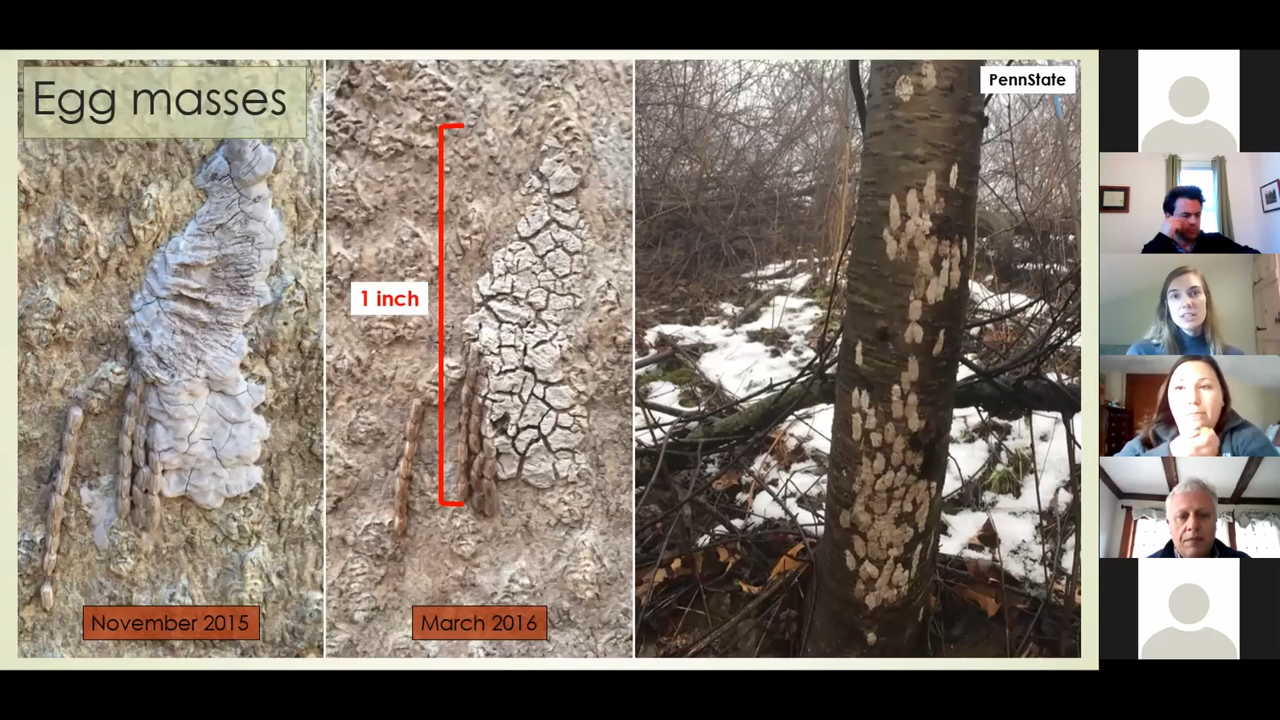 Egg masses
PennState
1 inch
November 2015
March 2016